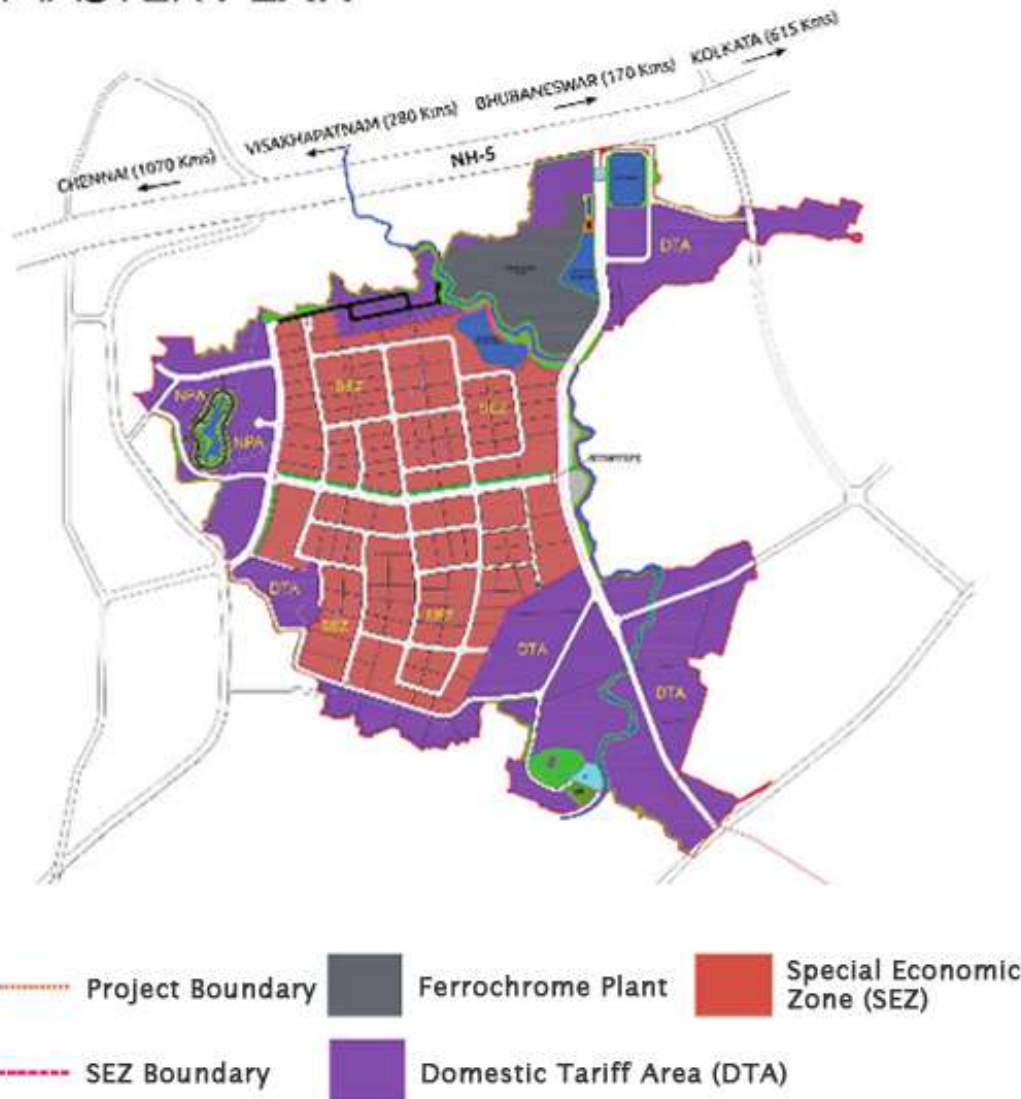 KOLKATA (615 Kms)
BHUBANESWAR (170 Kms)
VISAKHAPATNAM (280 Kms)
CHENNAI (1070 Kms)
NH-5
DTA
SEZ
SEZ
NPA
NPA
DTA
SEZ
SEZ
DTA
DTA
Project Boundary
Ferrochrome Plant
Special Economic
Zone (SEZ)
SEZ Boundary
Domestic Tariff Area (DTA)